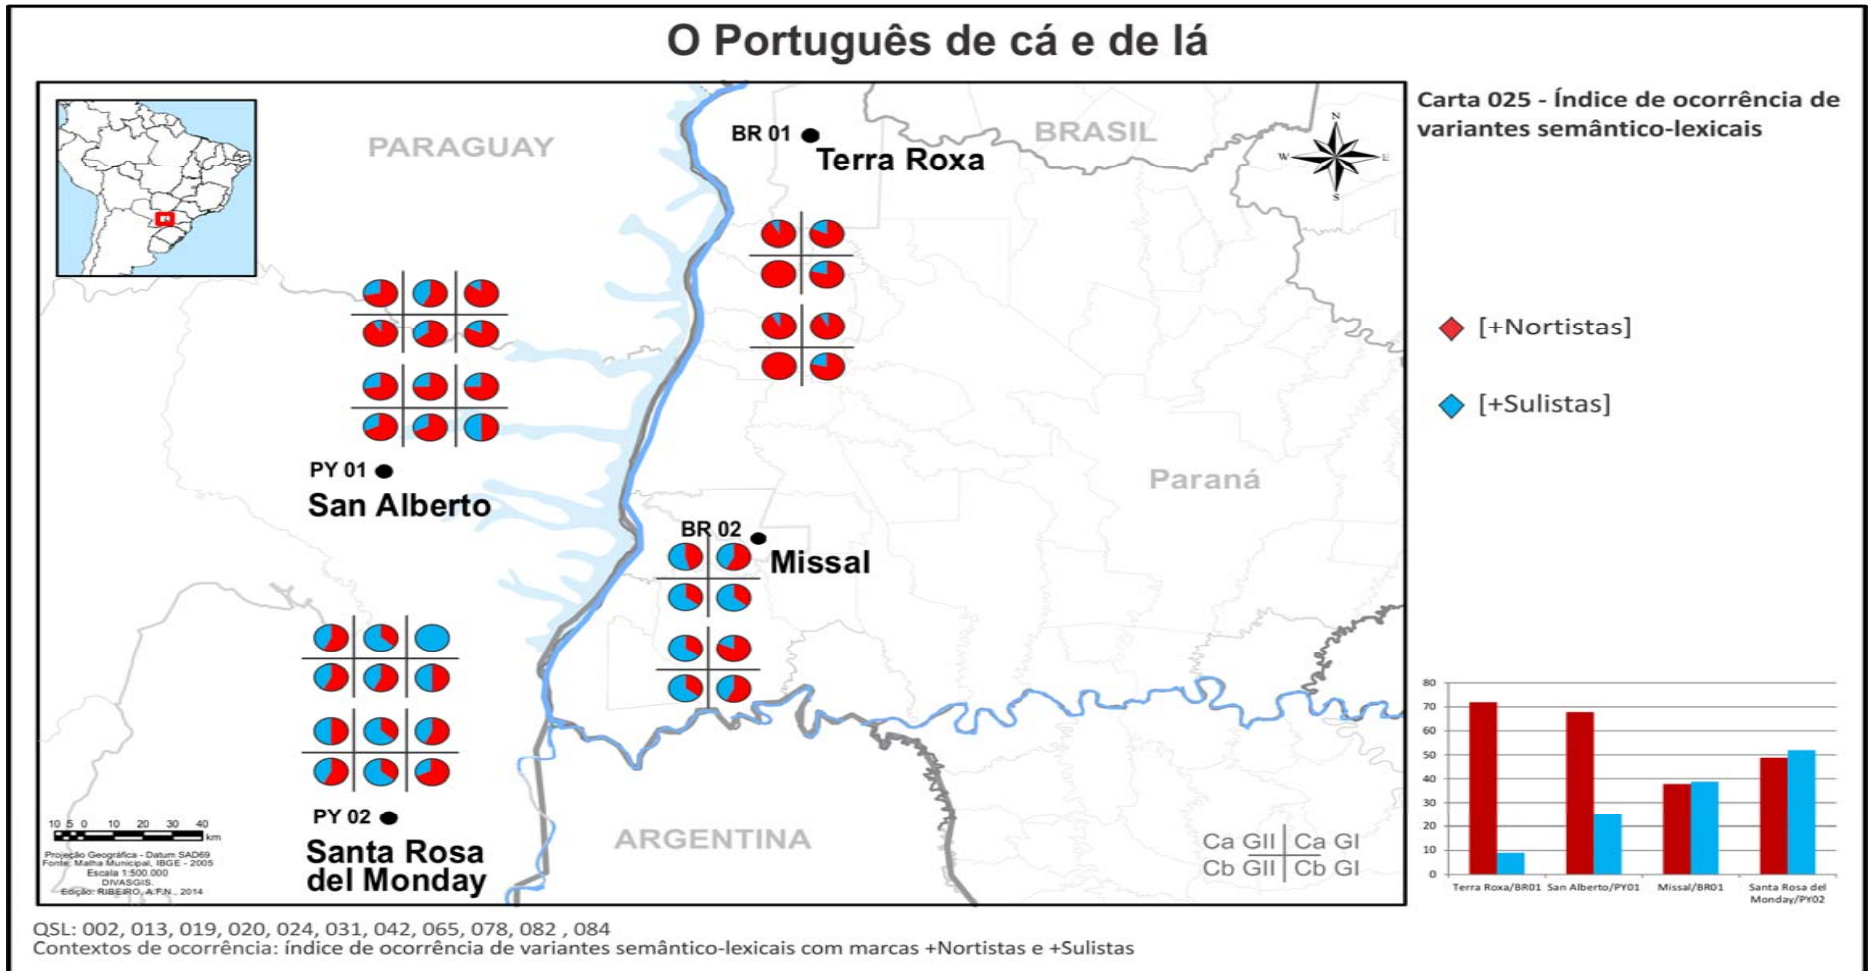 O Português de cá e de lá
Carta 025 - Índice de ocorrência de
variantes semântico-lexicais
PARAGUAY
BR 01
Terra Roxa
BRASIL
N
W
E
S
[+Nortistas]
[+Sulistas]
PY 01
San Alberto
Paraná
BR 02
Missal
PY 02
Santa Rosa
del Monday
ARGENTINA
Ca GII Ca GI
Cb GII Cb GI
10 5 0 10 20 30 40
km
Projeção Geográfica - Datum SAD69
Fonte: Malha Municipal, IBGE - 2005
Escala 1:500.000
DIVASGIS.
Edição: RIBEIRO, A.F.N., 2014
80
70
60
50
40
30
20
10
0
Terra Roxa/BR01 San Alberto/PY01 Missal/BR01 Santa Rosa del
Monday/PY02
QSL: 002, 013, 019, 020, 024, 031, 042, 065, 078, 082 , 084
Contextos de ocorrência: índice de ocorrência de variantes semântico-lexicais com marcas +Nortistas e +Sulistas